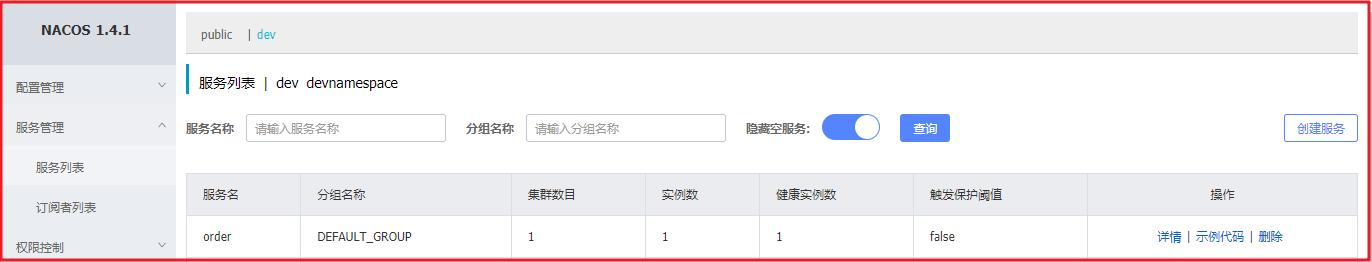 NACOS 1.4.1
配置管理
服务管理
服务列表
订阅者列表
权限控制
public | dev
服务列表 | dev devnamespace
服务名称 请输入服务名称 分组名称 请输入分组名称 隐藏空服务: 查询 创建服务
服务名 分组名称 集群数目 实例数 健康实例数 触发保护阈值 操作
order DEFAULT_GROUP 1 1 1 false 详情 | 示例代码 | 删除